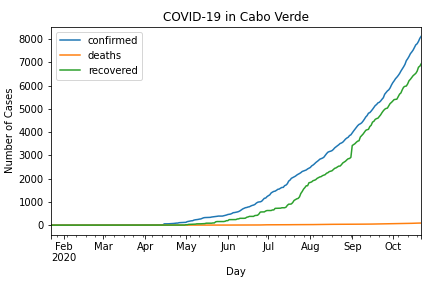 COVID-19 in Cabo Verde
confirmed
deaths
recovered
Number of Cases
8000
7000
6000
5000
4000
3000
2000
1000
0
Feb Mar Apr May Jun Jul Aug Sep Oct
2020
Day